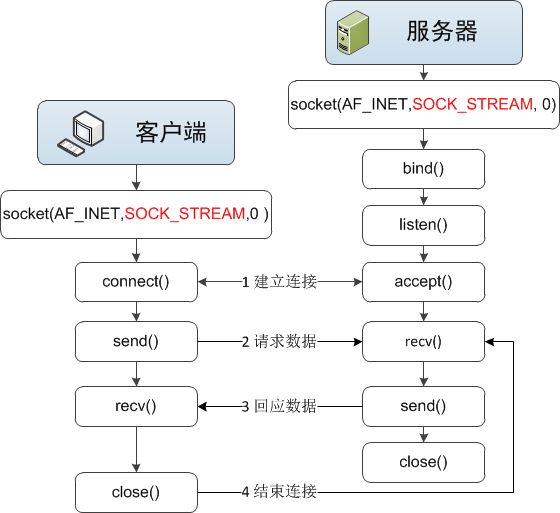 服务器
socket(AF_INET,SOCK_STREAM, 0)
客户端
bind()
socket(AF_INET,SOCK_STREAM,0 )
listen()
connect()
1 建立连接
accept()
send()
2 请求数据
recv()
recv()
3 回应数据
send()
close()
close()
4 结束连接